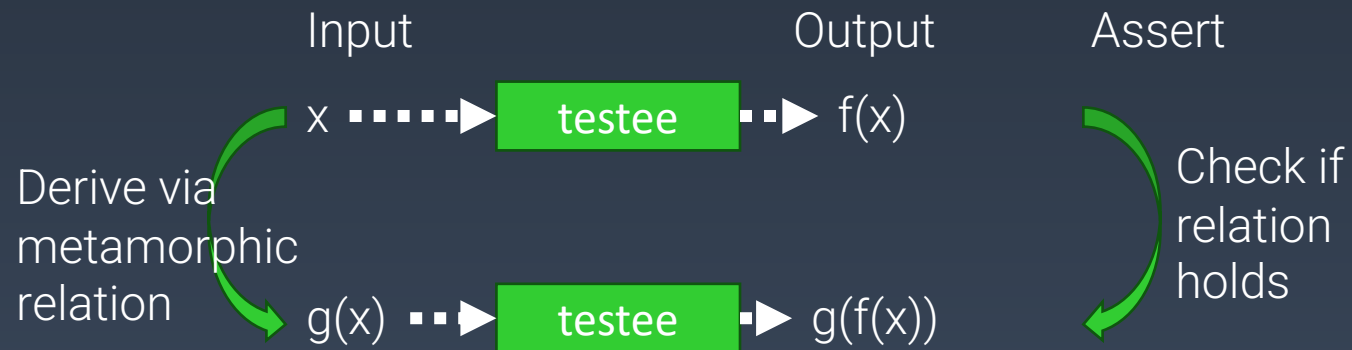 Input
Output
Assert
x
testee
f(x)
Derive via
metamorphic
relation
Check if
relation
holds
g(x)
testee
g(f(x))